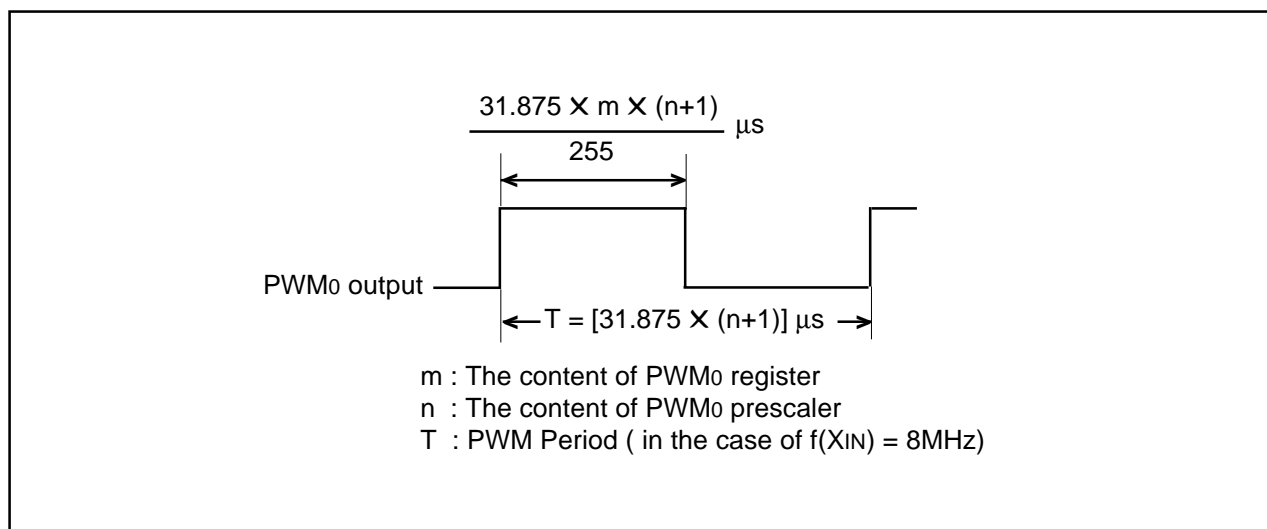 31.875 × m × (n+1)
255
μs
PWM0 output
T = [31.875 × (n+1)] μs
m : The content of PWM0 register
n : The content of PWM0 prescaler
T : PWM Period ( in the case of f(XIN) = 8MHz)